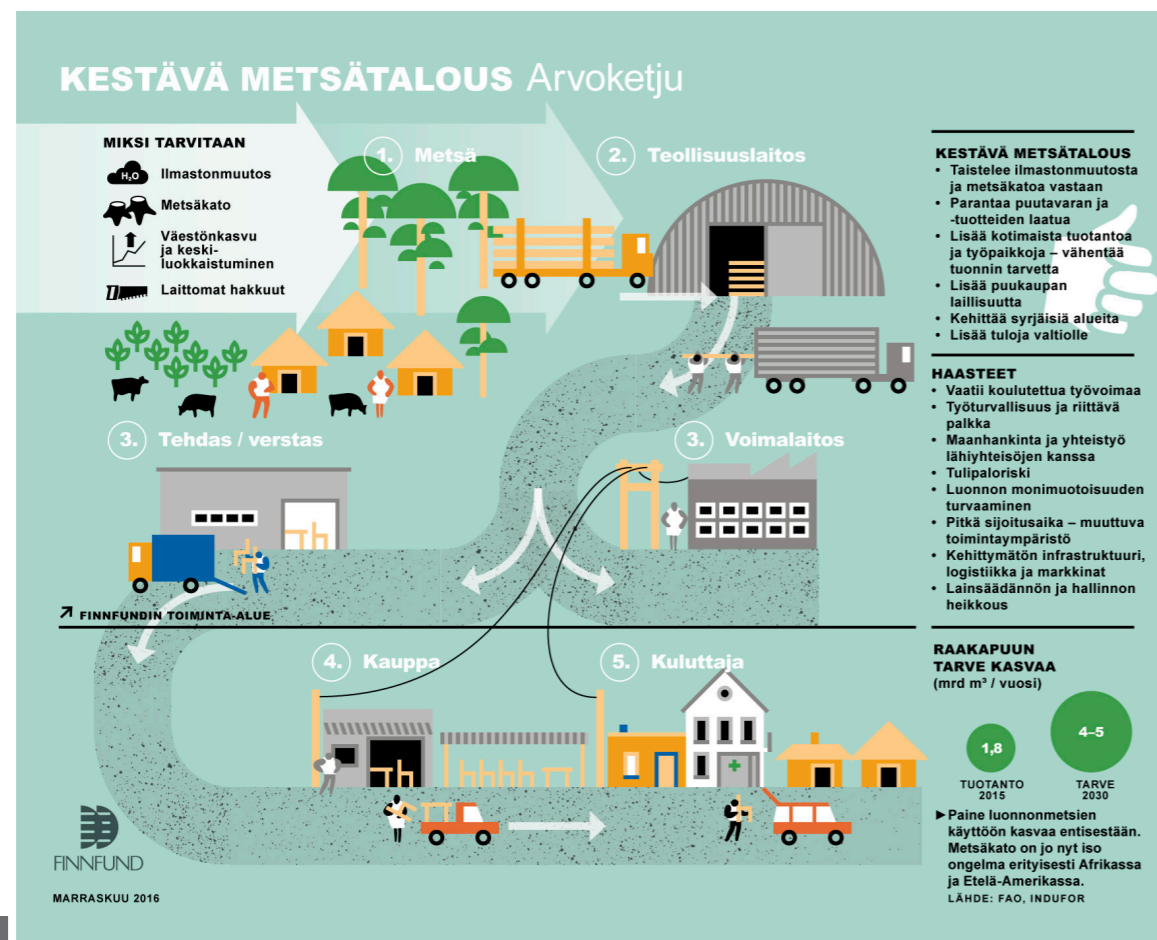 KESTÄVÄ METSÄTALOUS Arvoketju
MIKSI TARVITAAN
H₂O
Ilmastonmuutos
Metsäkato
Väestönkasvu
ja keski-
luokkaistuminen
Laittomat hakkuut
1. Metsä
2. Teollisuuslaitos
3. Tehdas / verstas
3. Voimalaitos
FINNFUNDIN TOIMINTA-ALUE
4. Kauppa
5. Kuluttaja
KESTÄVÄ METSÄTALOUS
• Taistelee ilmastonmuutosta
ja metsäkatoa vastaan
• Parantaa puutavaran ja
-tuotteiden laatua
• Lisää kotimaista tuotantoa
ja työpaikkoja – vähentää
tuonnin tarvetta
• Lisää puukaupan
laillisuutta
• Kehittää syrjäisiä alueita
• Lisää tuloja valtiolle
HAASTEET
• Vaatii koulutettua työvoimaa
• Työturvallisuus ja riittävä
palkka
• Maanhankinta ja yhteistyö
lähiyhteisöjen kanssa
• Tulipaloriski
• Luonnon monimuotoisuuden
turvaaminen
• Pitkä sijoitusaika – muuttuva
toimintaympäristö
• Kehittymätön infrastruktuuri,
logistiikka ja markkinat
• Lainsäädännön ja hallinnon
heikkous
RAAKAPUUN
TARVE KASVAA
(mrd m³ / vuosi)
1,8
4–5
TUOTANTO
2015
TARVE
2030
►Paine luonnonmetsien
käyttöön kasvaa entisestään.
Metsäkato on jo nyt iso
ongelma erityisesti Afrikassa
ja Etelä-Amerikassa.
LÄHDE: FAO, INDUFOR
FINNFUND
MARRASKUU 2016